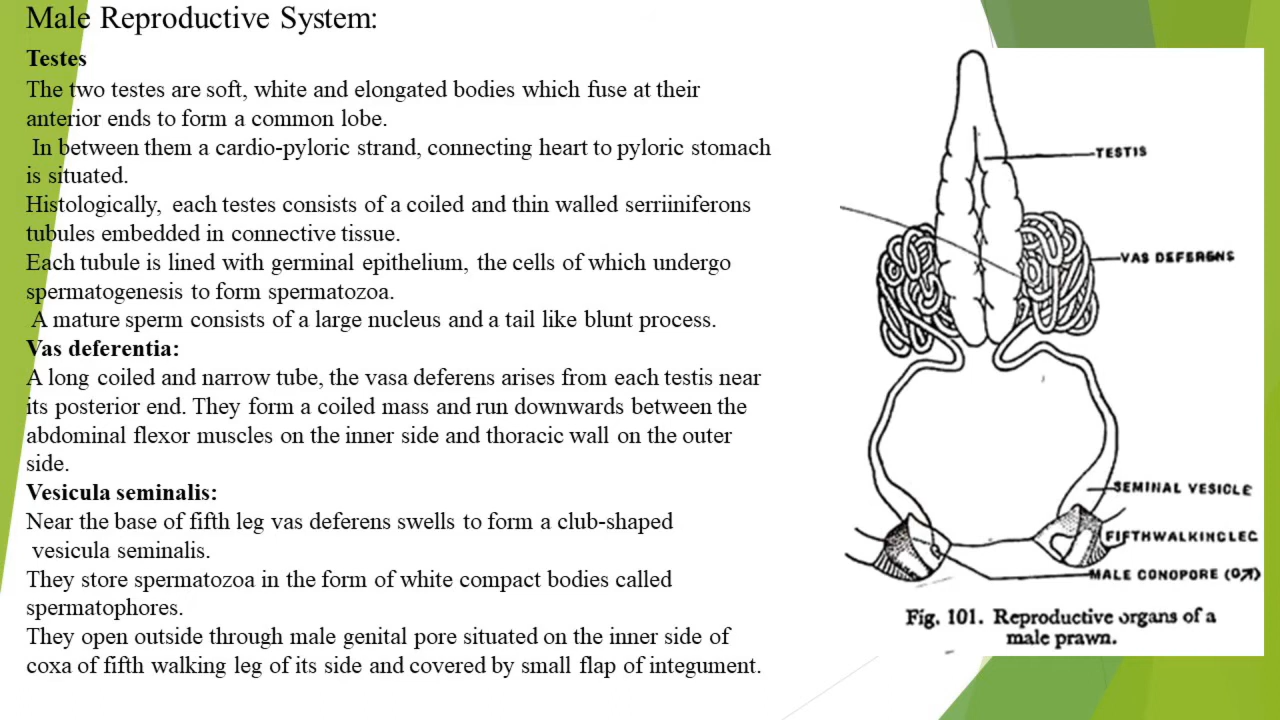 Male Reproductive System:
Testes
The two testes are soft, white and elongated bodies which fuse at their
anterior ends to form a common lobe.
In between them a cardio-pyloric strand, connecting heart to pyloric stomach
is situated.
Histologically, each testes consists of a coiled and thin walled serriiniferons
tubules embedded in connective tissue.
Each tubule is lined with germinal epithelium, the cells of which undergo
spermatogenesis to form spermatozoa.
A mature sperm consists of a large nucleus and a tail like blunt process.
Vas deferentia:
A long coiled and narrow tube, the vasa deferens arises from each testis near
its posterior end. They form a coiled mass and run downwards between the
abdominal flexor muscles on the inner side and thoracic wall on the outer
side.
Vesicula seminalis:
Near the base of fifth leg vas deferens swells to form a club-shaped
vesicula seminalis.
They store spermatozoa in the form of white compact bodies called
spermatophores.
They open outside through male genital pore situated on the inner side of
coxa of fifth walking leg of its side and covered by small flap of integument.
TESTIS
VAS DEFERENS
SEMINAL VESICLE
FIFTH WALKING LEG
MALE GONOPORE (♂)
Fig. 101. Reproductive organs of a
male prawn.